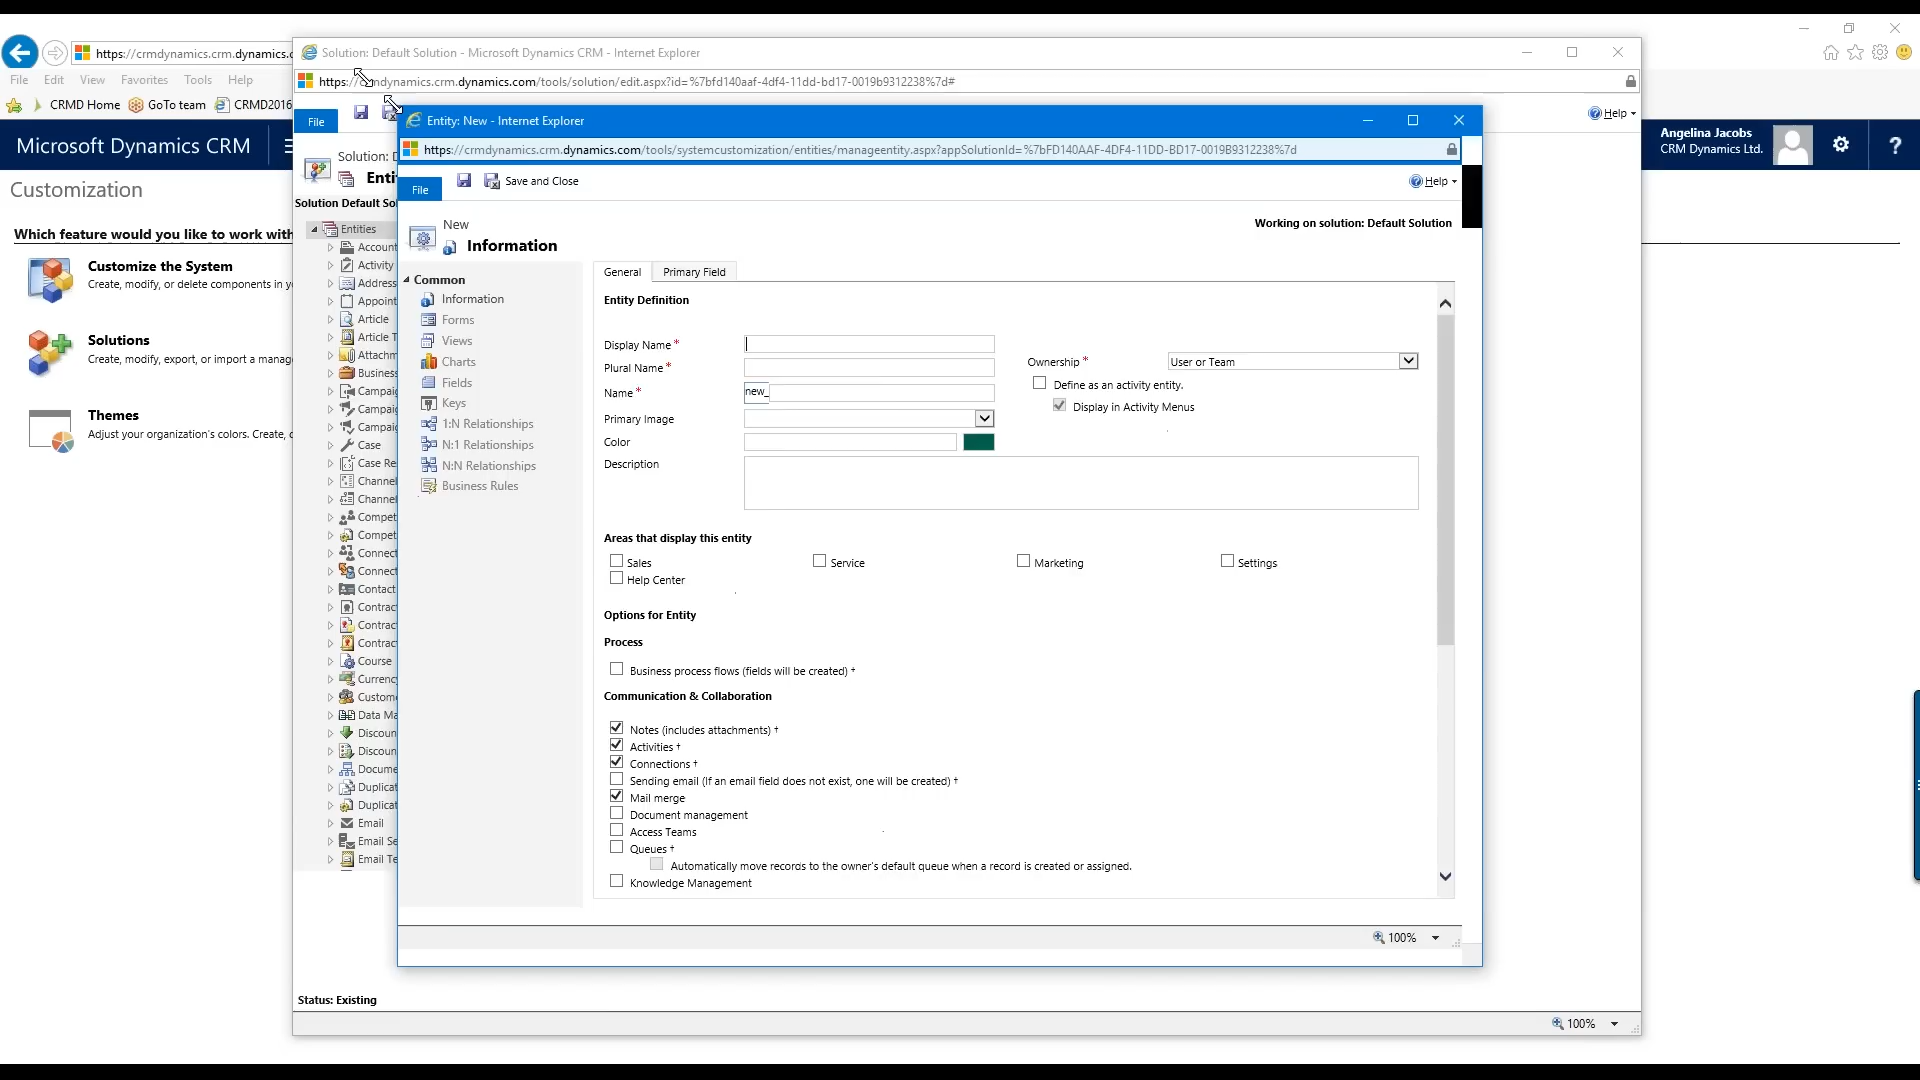 https://crmdynamics.crm.dynamics.c
File Edit View Favorites Tools Help
CRMD Home GoTo team CRMD2016
Microsoft Dynamics CRM
Angelina Jacobs
CRM Dynamics Ltd.
?
Customization
Which feature would you like to work with
Customize the System
Create, modify, or delete components in y
Solutions
Create, modify, export, or import a manag
Themes
Adjust your organization's colors. Create, c
Solution: Default Solution - Microsoft Dynamics CRM - Internet Explorer
https://crmdynamics.crm.dynamics.com/tools/solution/edit.aspx?id=%7bfd140aaf-4df4-11dd-bd17-0019b9312238%7d#
File
Help
Solution: D
Enti
Solution Default So
Entities
Account
Activity
Address
Appoint
Article
Article T
Attachm
Business
Campaig
Campaig
Campaig
Case
Case Re
Channel
Channel
Compet
Compet
Connect
Connect
Contact
Contrac
Contrac
Contrac
Course
Currency
Custome
Data Ma
Discoun
Discoun
Docume
Duplicat
Duplicat
Email
Email Se
Email Te
Status: Existing
100%
Entity: New - Internet Explorer
https://crmdynamics.crm.dynamics.com/tools/systemcustomization/entities/manageentity.aspx?appSolutionId=%7bFD140AAF-4DF4-11DD-BD17-0019B9312238%7d
File
Save and Close
Help
New
Information
Working on solution: Default Solution
Common
Information
Forms
Views
Charts
Fields
Keys
1:N Relationships
N:1 Relationships
N:N Relationships
Business Rules
General Primary Field
Entity Definition
Display Name *
Plural Name *
Name * new_
Primary Image
Color
Description
Ownership * User or Team
Define as an activity entity.
Display in Activity Menus
Areas that display this entity
Sales Service Marketing Settings
Help Center
Options for Entity
Process
Business process flows (fields will be created) †
Communication & Collaboration
Notes (includes attachments) †
Activities †
Connections †
Sending email (If an email field does not exist, one will be created) †
Mail merge
Document management
Access Teams
Queues †
Automatically move records to the owner's default queue when a record is created or assigned.
Knowledge Management
100%